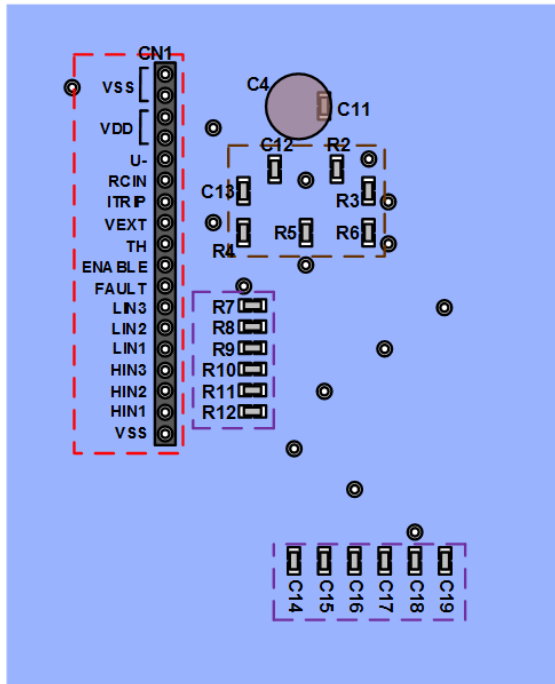 CN1
VSS
VDD
U-
RCIN
ITRIP
VEXT
TH
ENABLE
FAULT
LIN3
LIN2
LIN1
HIN3
HIN2
HIN1
VSS
C4
C11
C12
R2
C13
R3
R4
R5
R6
R7
R8
R9
R10
R11
R12
C14
C15
C16
C17
C18
C19